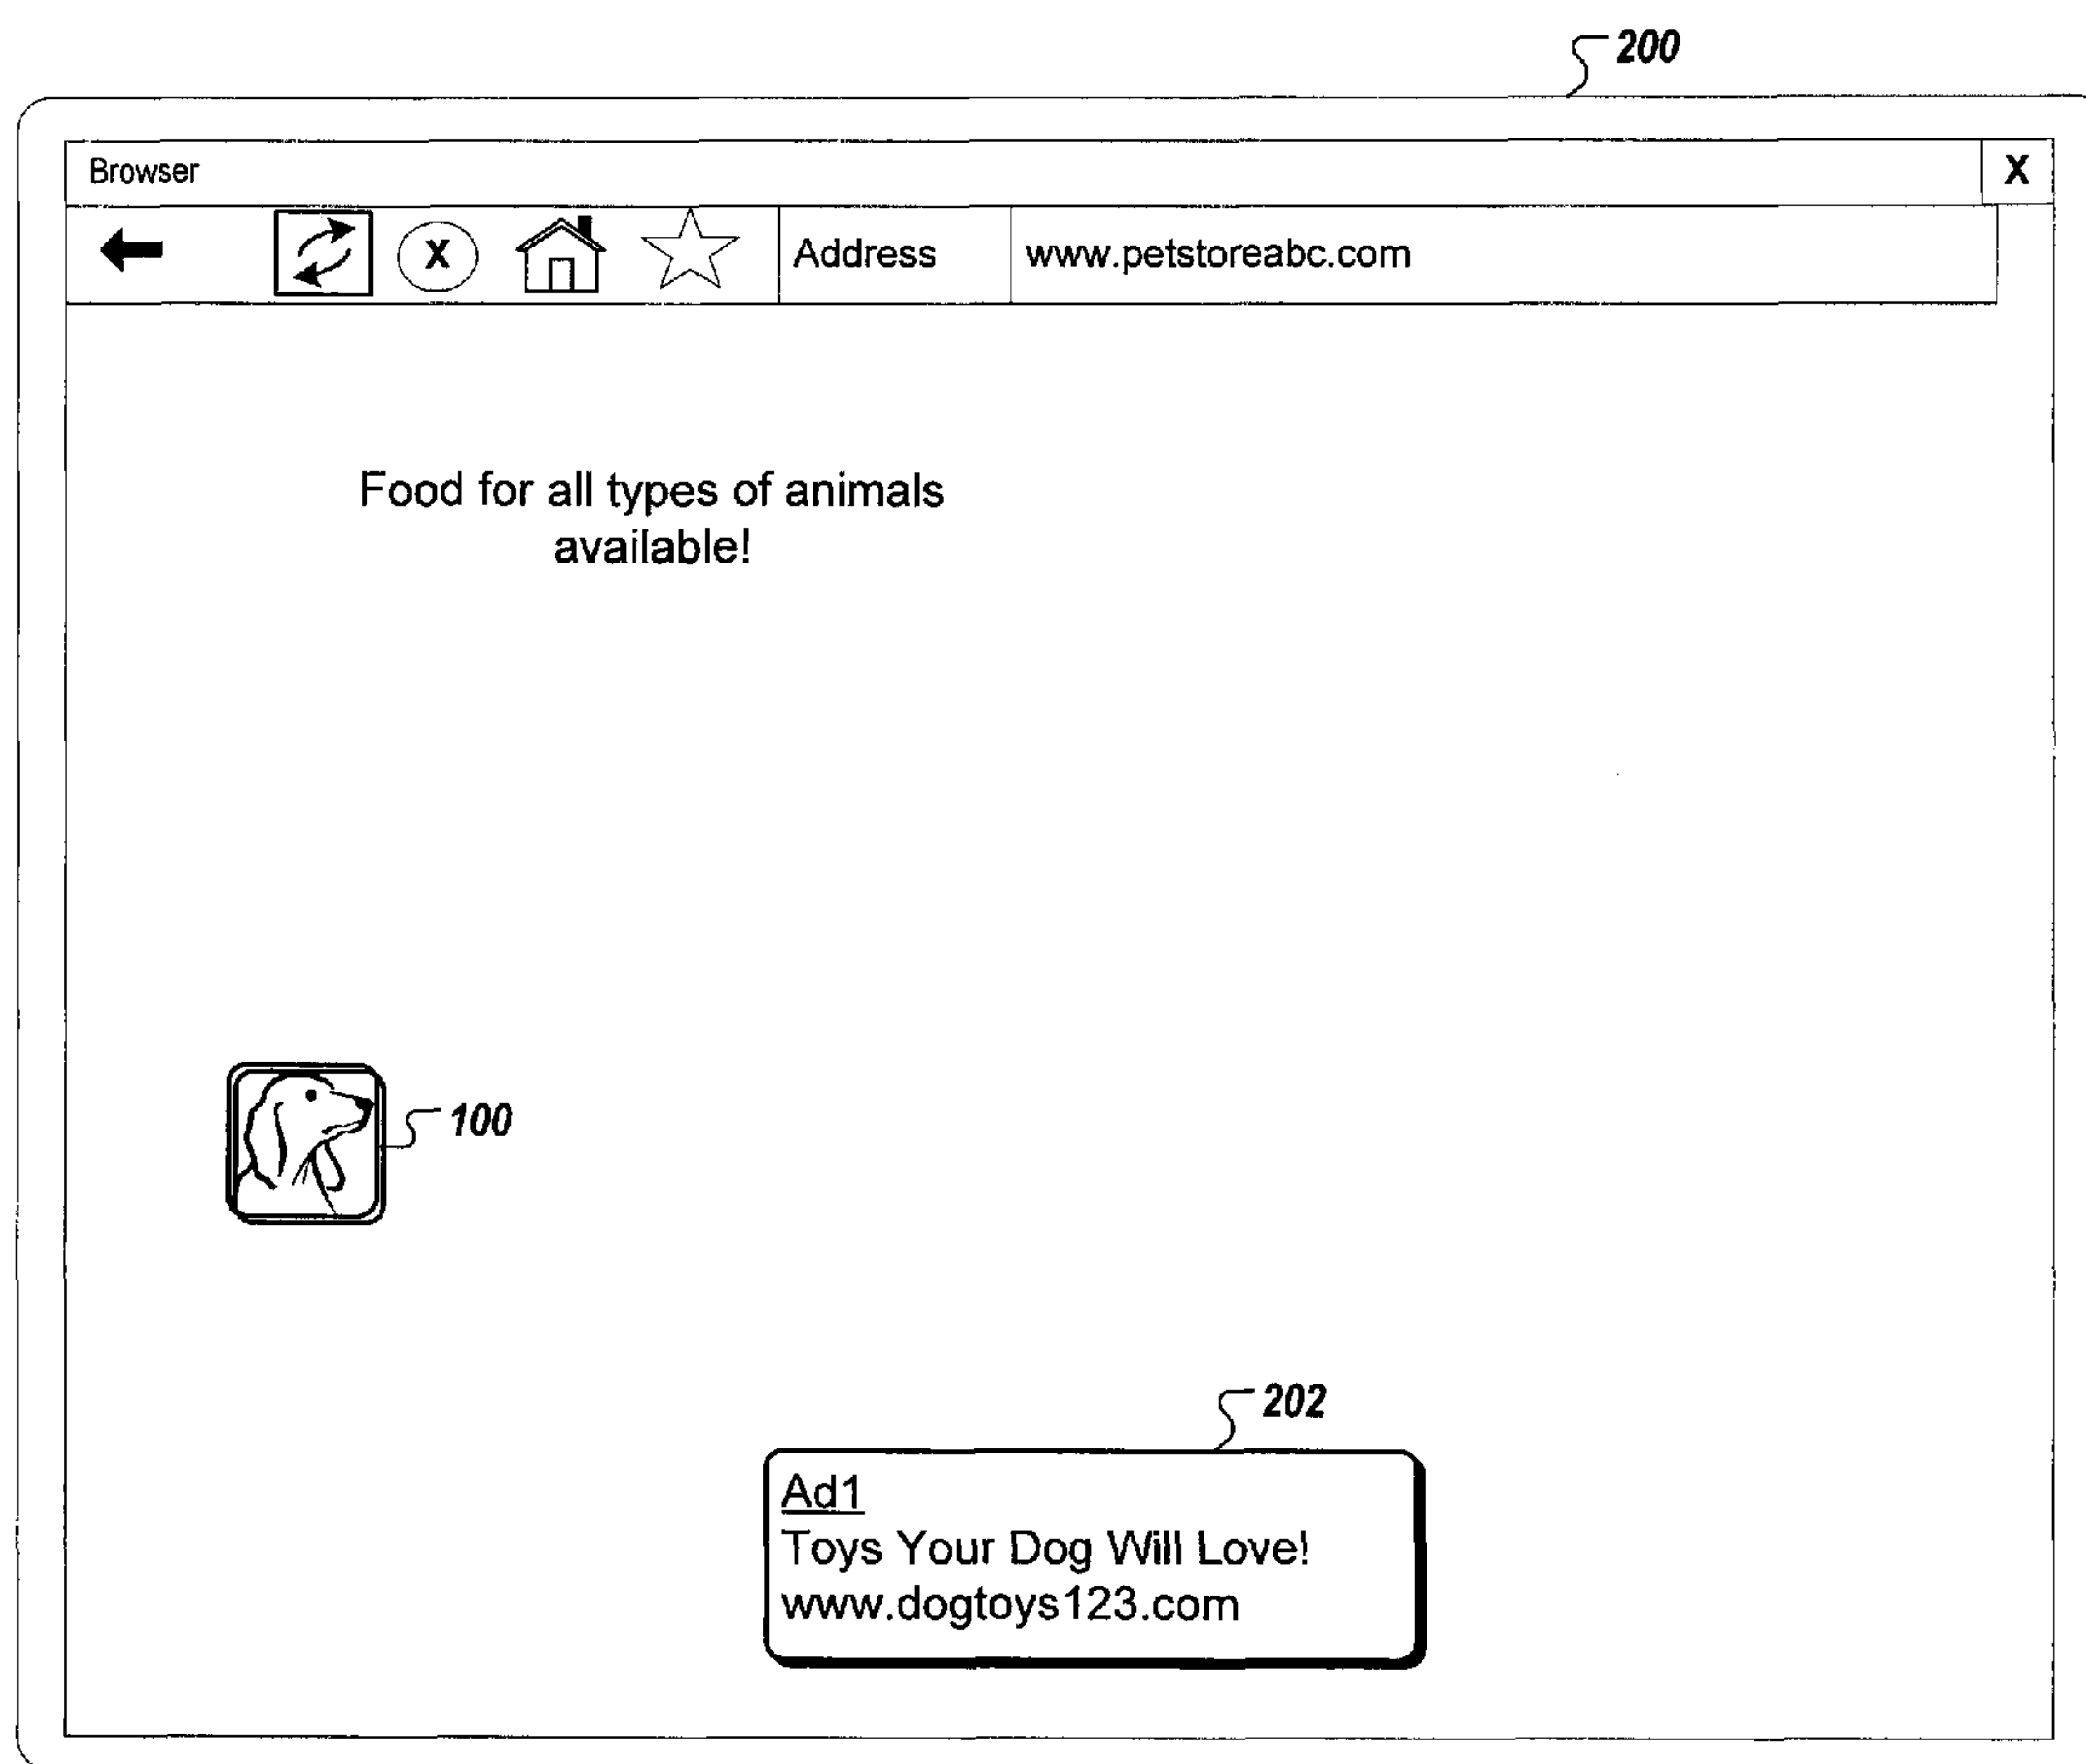 200
Browser X
X Address www.petstoreabc.com
Food for all types of animals
available!
100
202
Ad1
Toys Your Dog Will Love!
www.dogtoys123.com